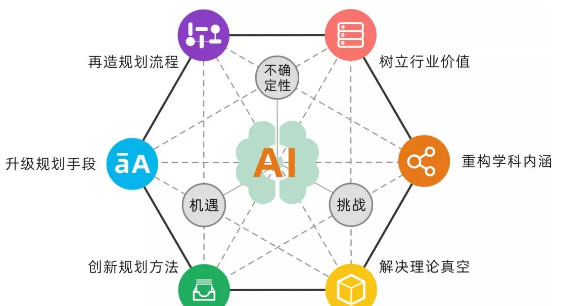 再造规划流程
树立行业价值
不确
定性
升级规划手段
āA
AI
重构学科内涵
机遇
挑战
创新规划方法
解决理论真空